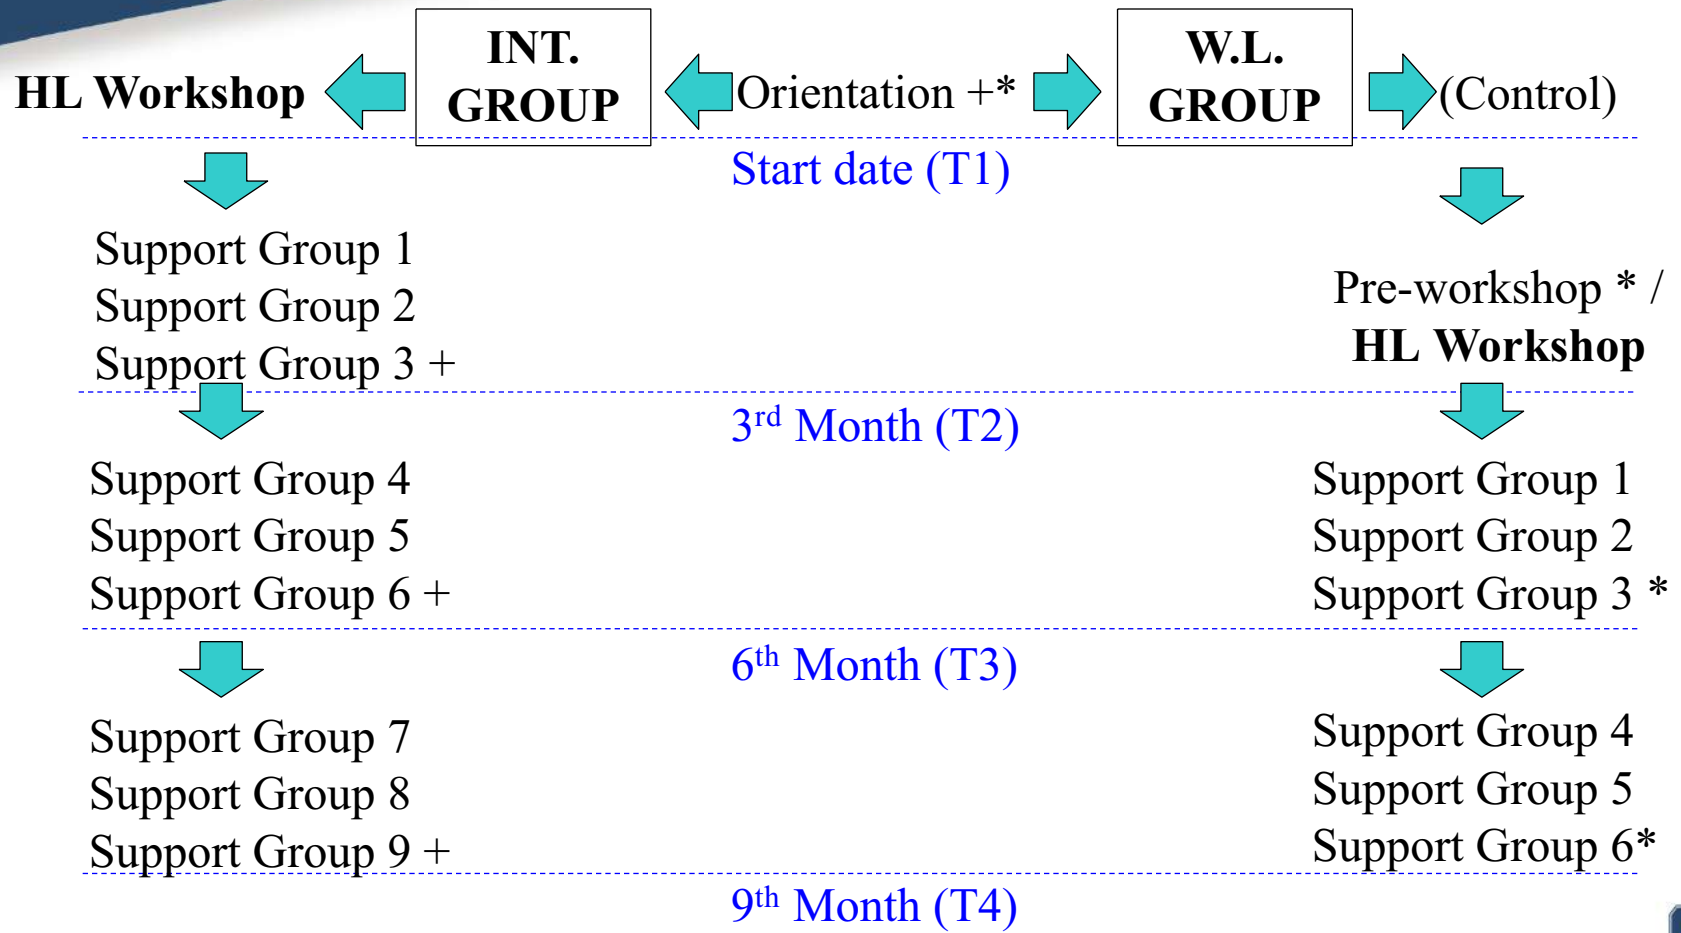 HL Workshop
INT.
GROUP
Orientation +*
W.L.
GROUP
(Control)
Start date (T1)
Support Group 1
Support Group 2
Support Group 3 +
Pre-workshop * /
HL Workshop
3rd Month (T2)
Support Group 4
Support Group 5
Support Group 6 +
Support Group 1
Support Group 2
Support Group 3 *
6th Month (T3)
Support Group 7
Support Group 8
Support Group 9 +
Support Group 4
Support Group 5
Support Group 6*
9th Month (T4)